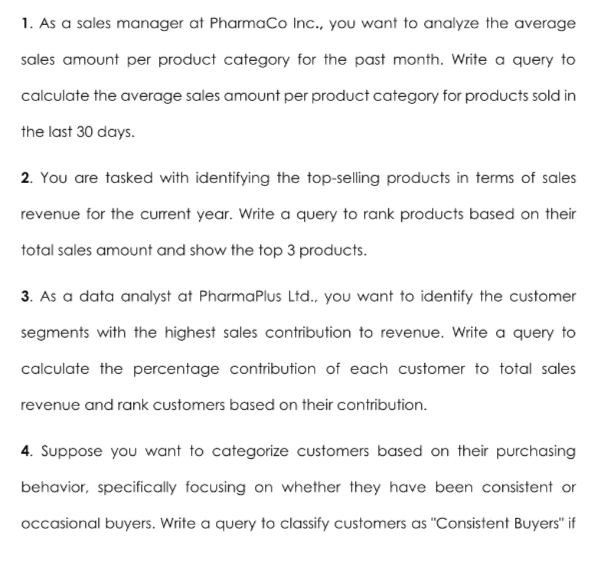 1. As a sales manager at PharmaCo Inc., you want to analyze the average
sales amount per product category for the past month. Write a query to
calculate the average sales amount per product category for products sold in
the last 30 days.
2. You are tasked with identifying the top-selling products in terms of sales
revenue for the current year. Write a query to rank products based on their
total sales amount and show the top 3 products.
3. As a data analyst at PharmaPlus Ltd., you want to identify the customer
segments with the highest sales contribution to revenue. Write a query to
calculate the percentage contribution of each customer to total sales
revenue and rank customers based on their contribution.
4. Suppose you want to categorize customers based on their purchasing
behavior, specifically focusing on whether they have been consistent or
occasional buyers. Write a query to classify customers as "Consistent Buyers" if